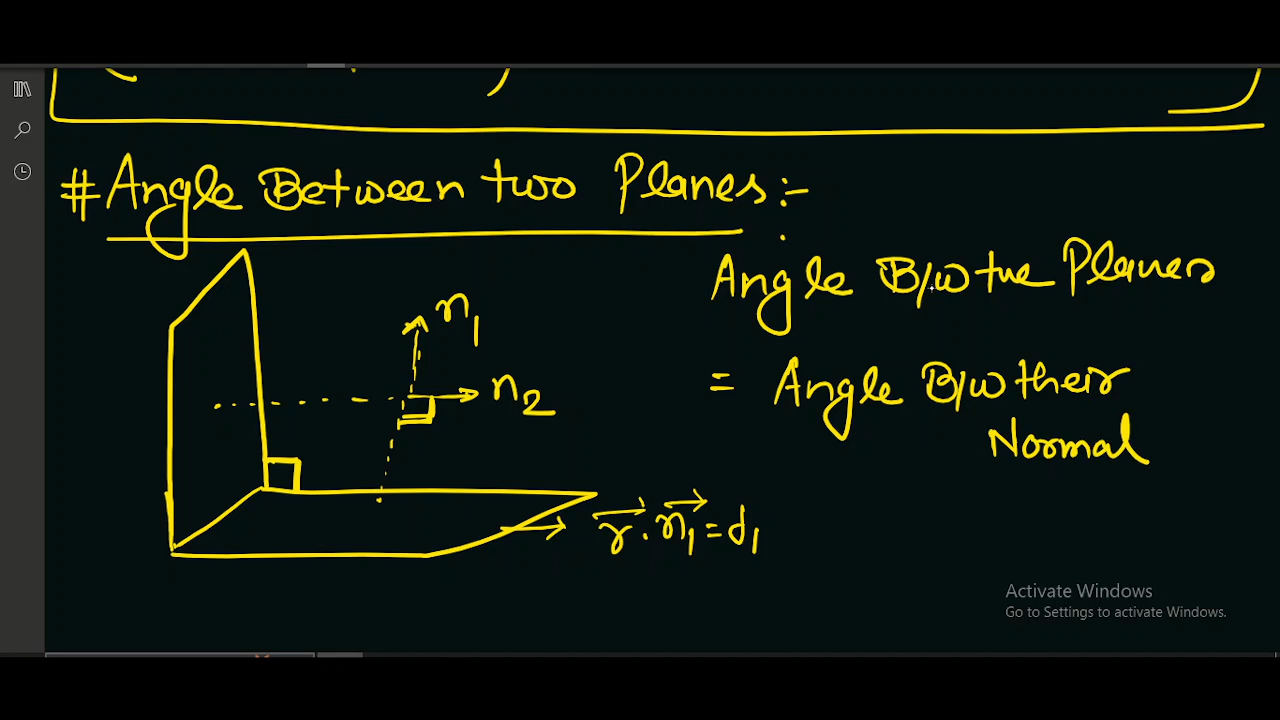 # Angle Between two Planes :-
Angle B/w the Planes
= Angle B/w their
Normal
n₁
n₂
r⃗ . n⃗₁ = d₁
Activate Windows
Go to Settings to activate Windows.